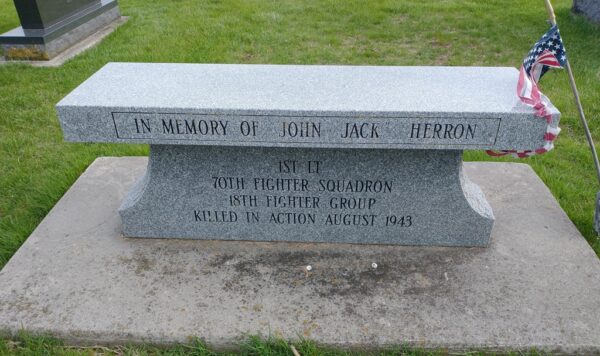 IN MEMORY OF JOHN JACK HERRON
1ST LT
70TH FIGHTER SQUADRON
18TH FIGHTER GROUP
KILLED IN ACTION AUGUST 1943